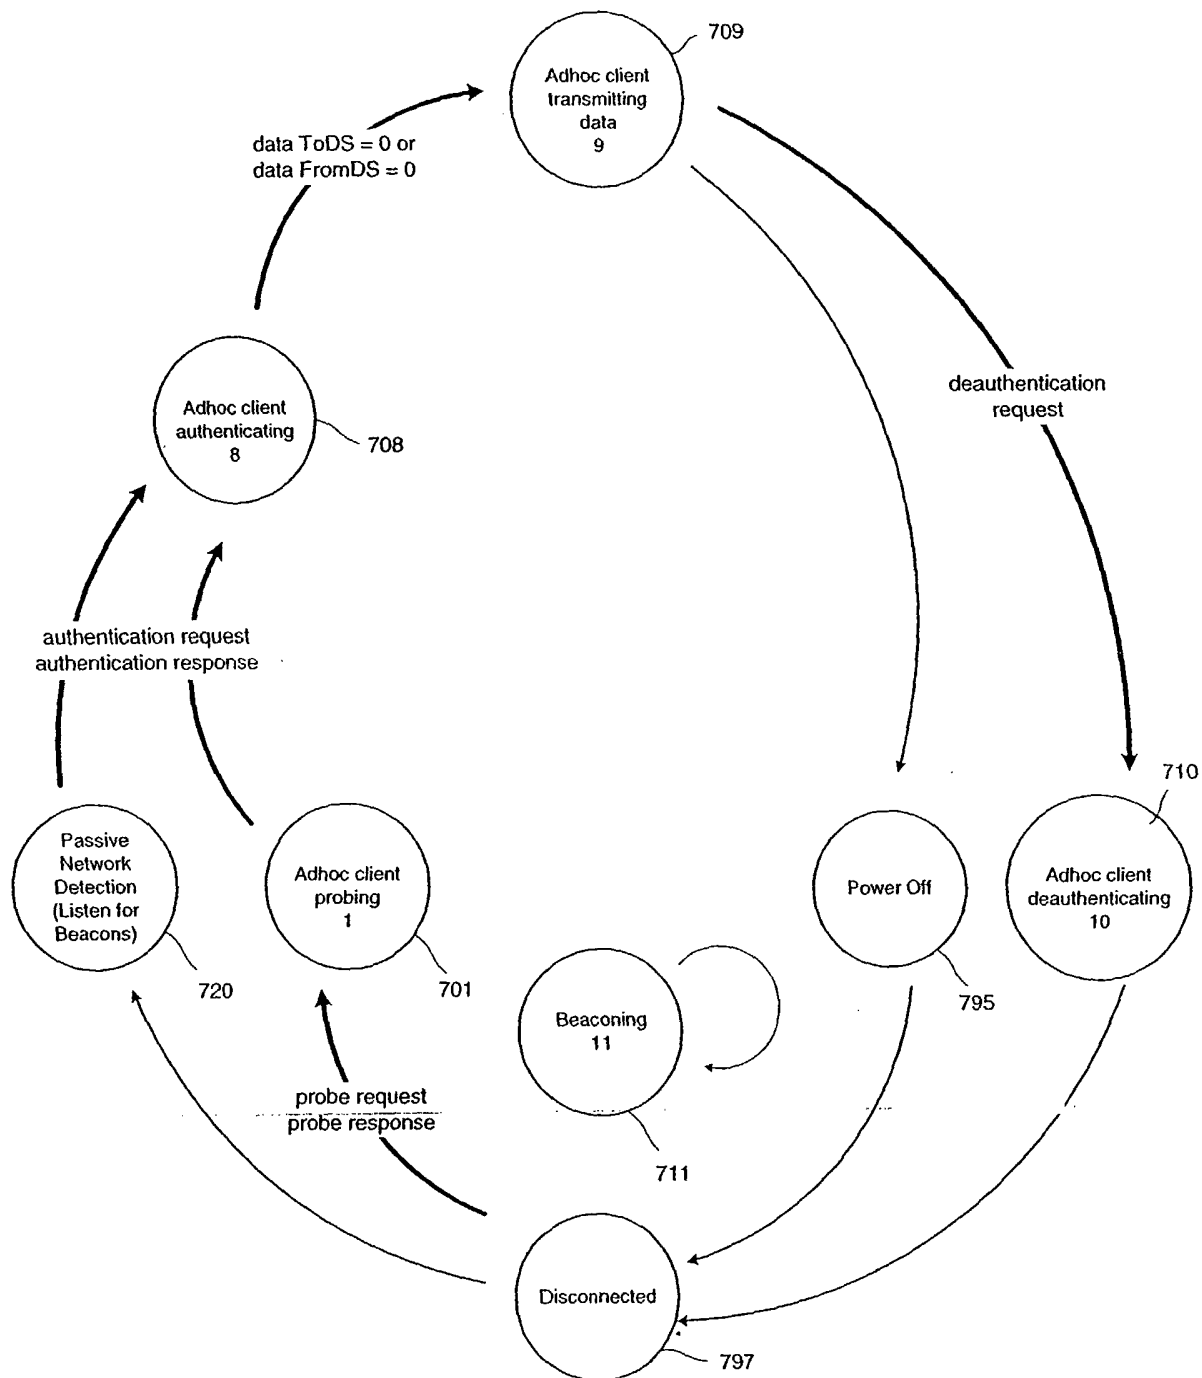 709
Adhoc client
transmitting
data
9
data ToDS = 0 or
data FromDS = 0
deauthentication
request
Adhoc client
authenticating
8
708
authentication request
authentication response
710
Passive
Network
Detection
(Listen for
Beacons)
720
Adhoc client
probing
1
701
Power Off
795
Adhoc client
deauthenticating
10
Beaconing
11
711
probe request
probe response
Disconnected
797